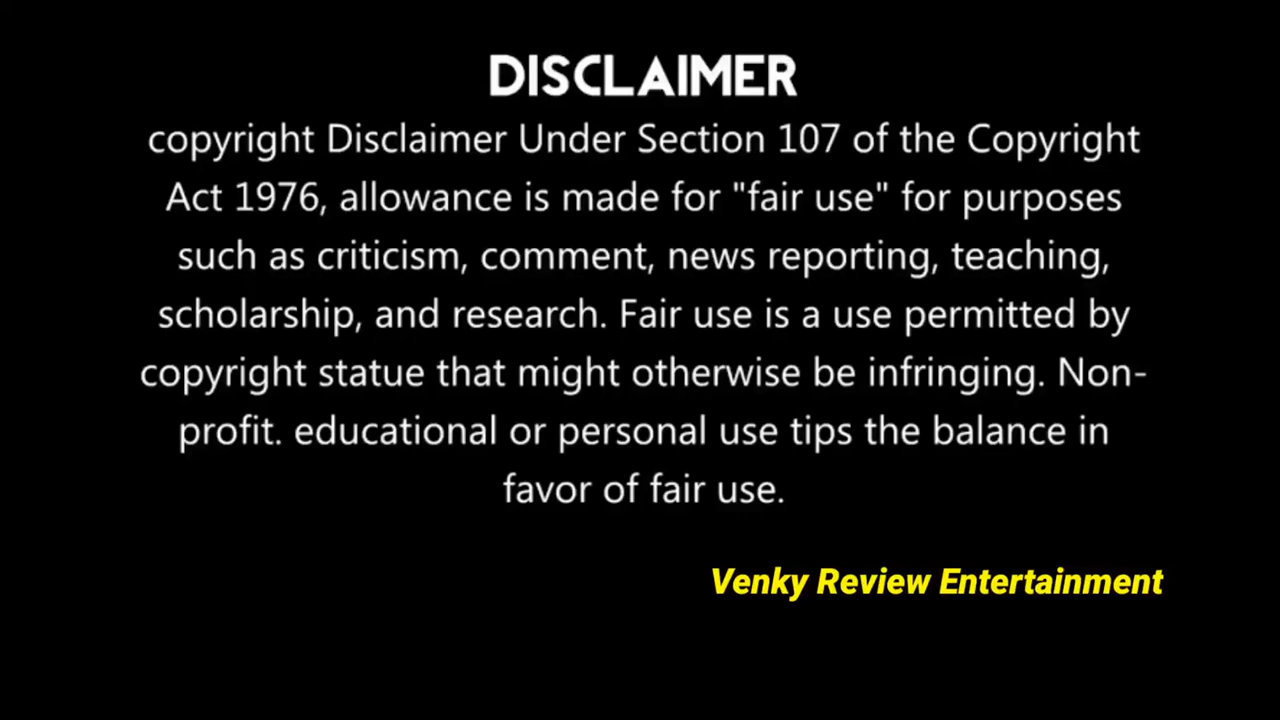 DISCLAIMER
copyright Disclaimer Under Section 107 of the Copyright
Act 1976, allowance is made for "fair use" for purposes
such as criticism, comment, news reporting, teaching,
scholarship, and research. Fair use is a use permitted by
copyright statue that might otherwise be infringing. Non-
profit. educational or personal use tips the balance in
favor of fair use.
Venky Review Entertainment